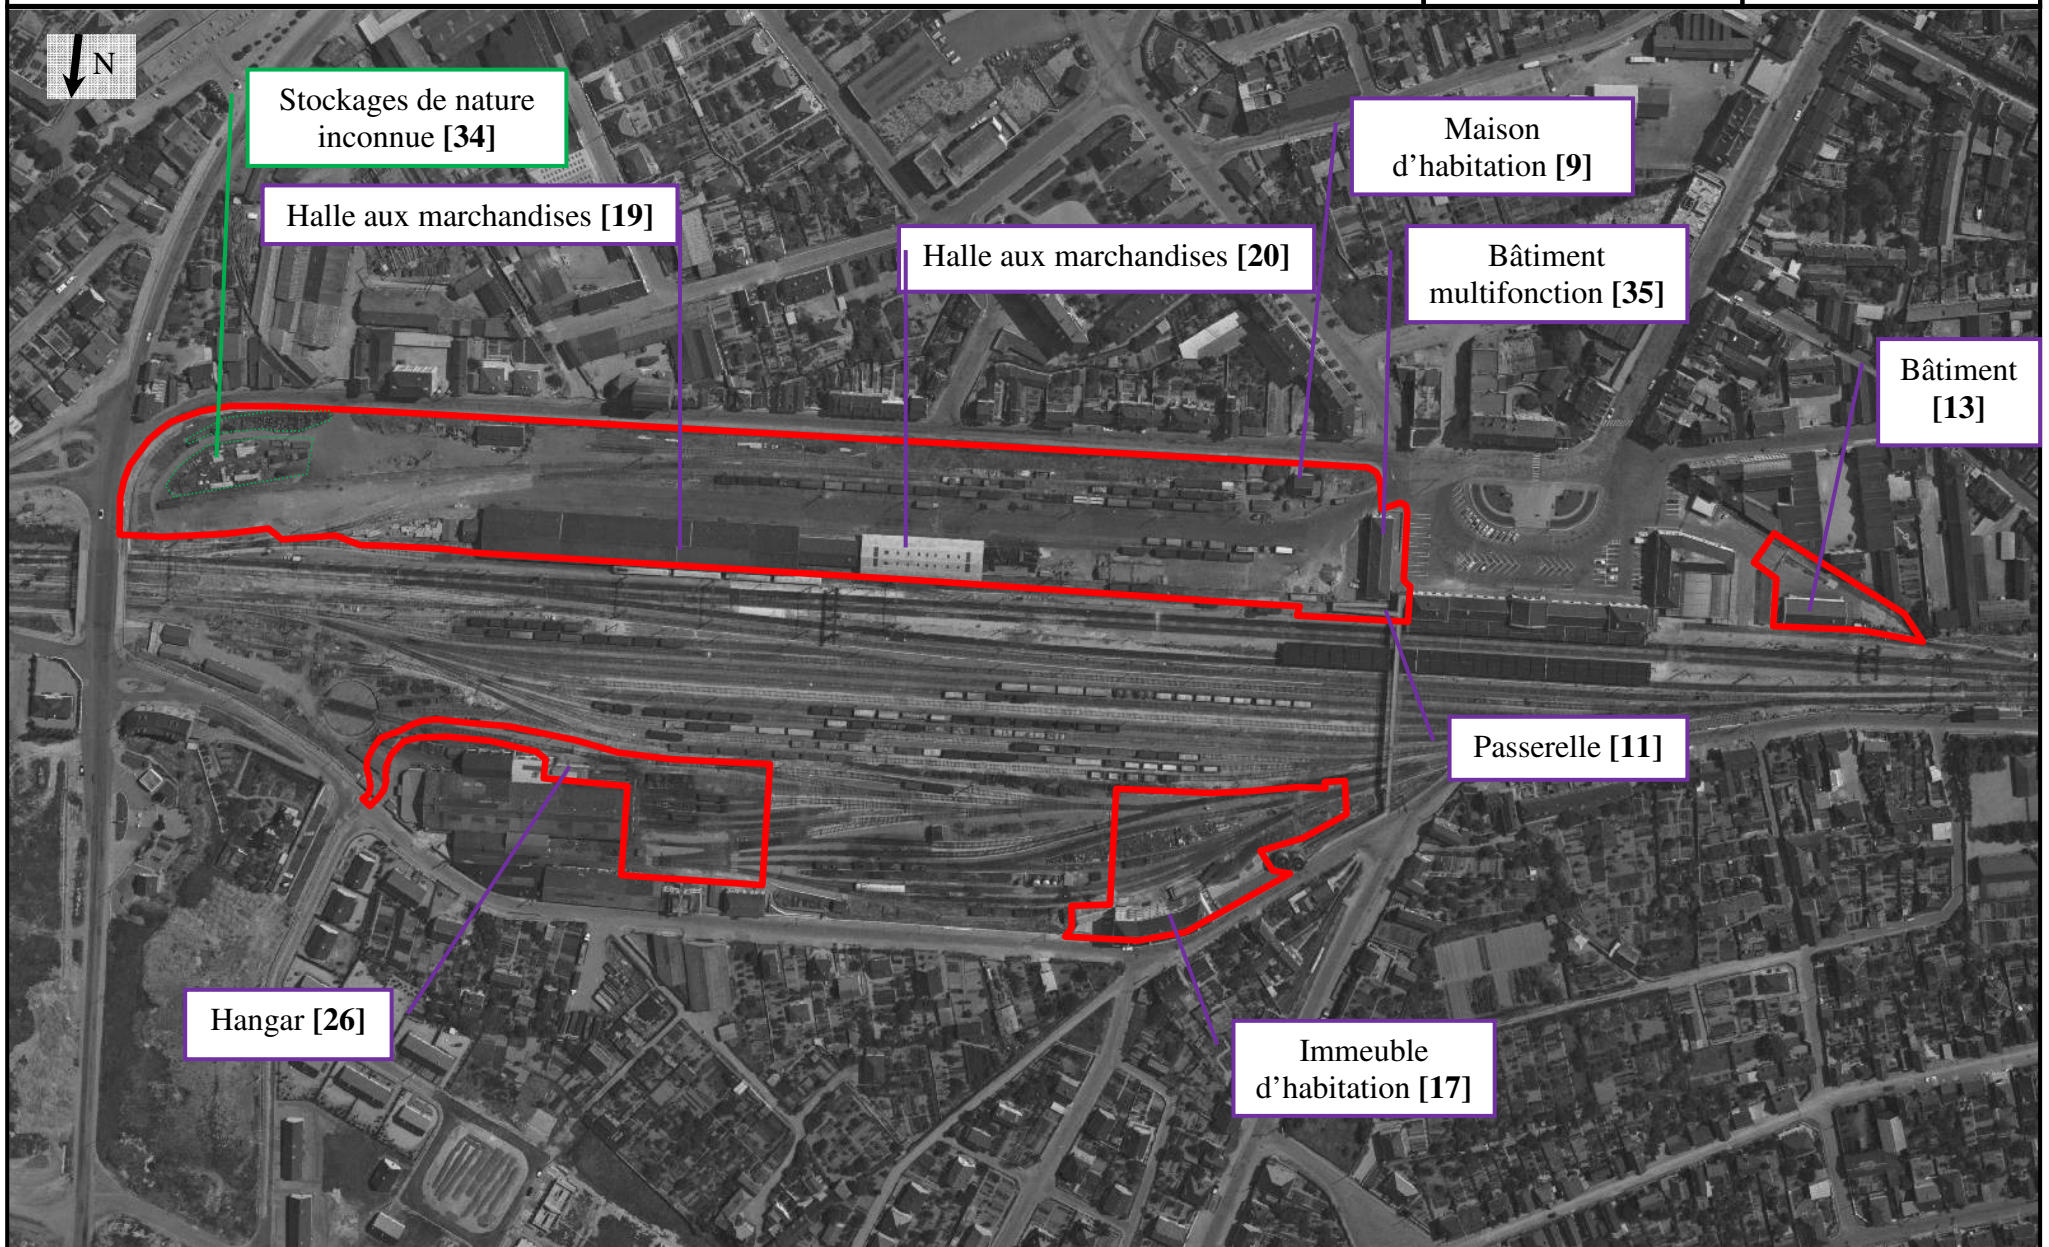 N
Stockages de nature
inconnue [34]
Maison
d’habitation [9]
Halle aux marchandises [19]
Halle aux marchandises [20]
Bâtiment
multifonction [35]
Bâtiment
[13]
Passerelle [11]
Hangar [26]
Immeuble
d’habitation [17]